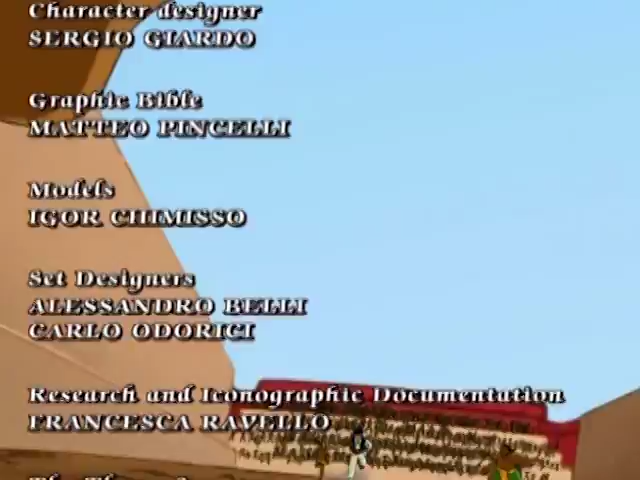 Character designer
SERGIO GIARDO
Graphic Bible
MATTEO PINCELLI
Models
IGOR CHIMISSO
Set Designers
ALESSANDRO BELLI
CARLO ODORICI
Research and Iconographic Documentation
FRANCESCA RAVELLO